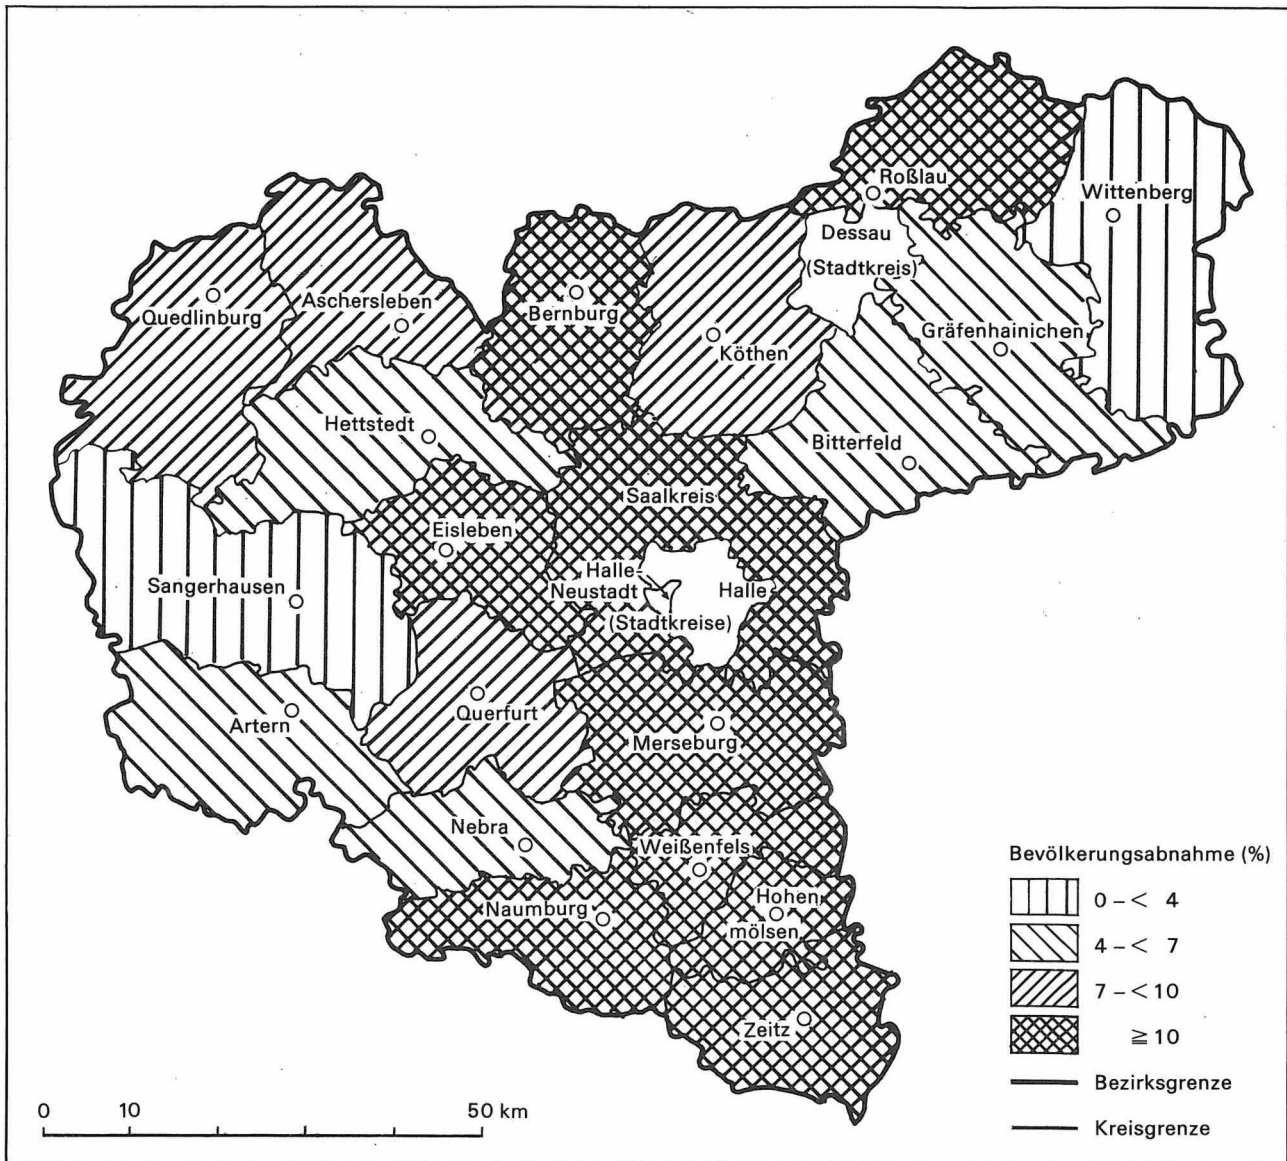 Roßlau
Wittenberg
Dessau
(Stadtkreis)
Quedlinburg
Aschersleben
Bernburg
Köthen
Gräfenhainichen
Hettstedt
Bitterfeld
Saalkreis
Eisleben
Halle-
Neustadt
Halle
(Stadtkreise)
Sangerhausen
Artern
Querfurt
Merseburg
Nebra
Weißenfels
Naumburg
Hohen
mölsen
Zeitz
Bevölkerungsabnahme (%)
0 – < 4
4 – < 7
7 – < 10
≧ 10
Bezirksgrenze
Kreisgrenze
0 10 50 km